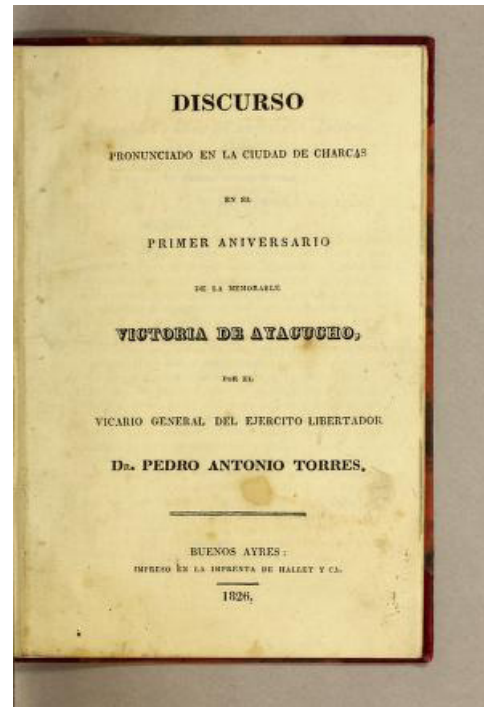 DISCURSO
PRONUNCIADO EN LA CIUDAD DE CHARCAS
EN EL
PRIMER ANIVERSARIO
DE LA MEMORABLE
VICTORIA DE AYACUCHO,
POR EL
VICARIO GENERAL DEL EJERCITO LIBERTADOR
DR. PEDRO ANTONIO TORRES.
BUENOS AYRES:
IMPRESO EN LA IMPRENTA DE HALLET Y CA.
1826.